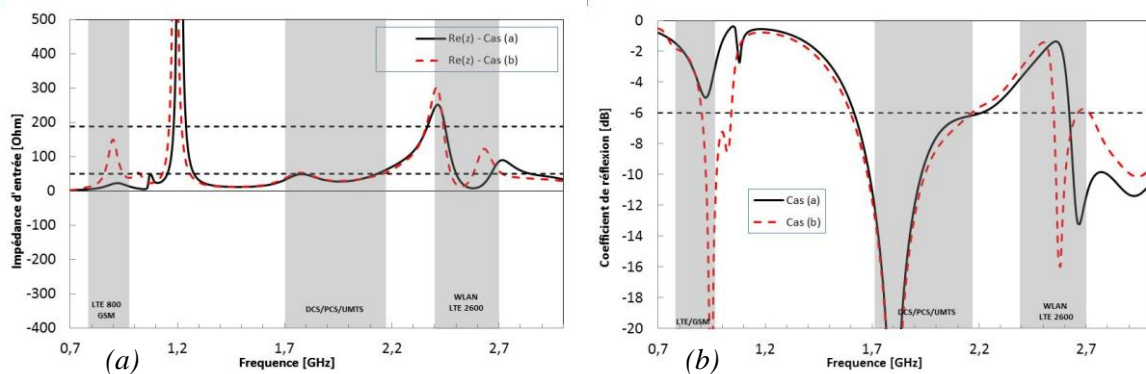 Impédance d'entrée [Ohm]
500
400
300
200
100
0
-100
-200
-300
-400
Re(z) - Cas (a)
Re(z) - Cas (b)
LTE 800
GSM
DCS/PCS/UMTS
WLAN
LTE 2600
0,7
1,2
1,7
2,2
2,7
(a)
Frequence [GHz]
Coefficient de réflexion [dB]
0
-2
-4
-6
-8
-10
-12
-14
-16
-18
-20
Cas (a)
Cas (b)
LTE/GSM
DCS/PCS/UMTS
WLAN
LTE 2600
0,7
1,2
1,7
2,2
2,7
(b)
Frequence [GHz]